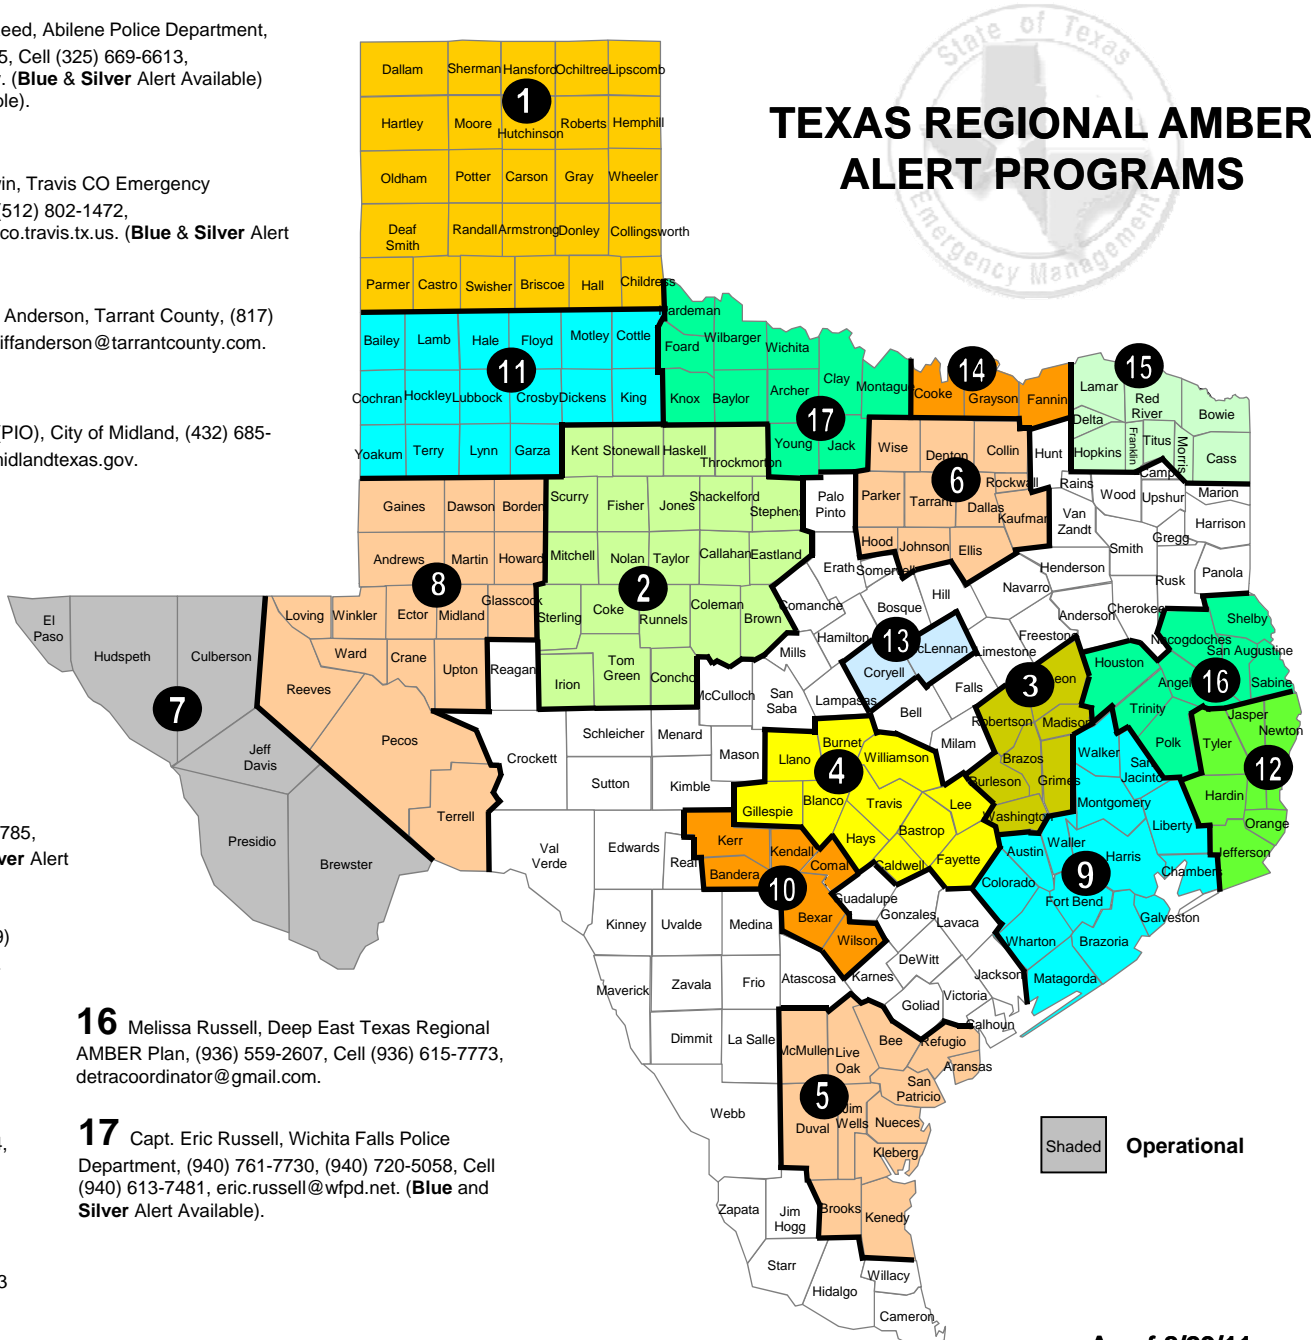 eed, Abilene Police Department,
5, Cell (325) 669-6613,
. (Blue & Silver Alert Available)
ole).
in, Travis CO Emergency
(512) 802-1472,
co.travis.tx.us. (Blue & Silver Alert
Anderson, Tarrant County, (817)
iffanderson@tarrantcounty.com.
PIO), City of Midland, (432) 685-
nidlandtexas.gov.
785,
ver Alert
9)
16 Melissa Russell, Deep East Texas Regional
AMBER Plan, (936) 559-2607, Cell (936) 615-7773,
detracoordinator@gmail.com.
17 Capt. Eric Russell, Wichita Falls Police
Department, (940) 761-7730, (940) 720-5058, Cell
(940) 613-7481, eric.russell@wfpd.net. (Blue and
Silver Alert Available).
3
State of Texas
Emergency Management
TEXAS REGIONAL AMBER
ALERT PROGRAMS
Dallam Sherman Hansford Ochiltree Lipscomb
1
Hartley Moore Hutchinson Roberts Hemphill
Oldham Potter Carson Gray Wheeler
Deaf Smith Randall Armstrong Donley Collingsworth
Parmer Castro Swisher Briscoe Hall Childress
Bailey Lamb Hale Floyd Motley Cottle
11
Cochran Hockley Lubbock Crosby Dickens King
Yoakum Terry Lynn Garza
Hardeman
Foard Wilbarger Wichita
Knox Baylor Archer Clay Montague
17
Young Jack
14
Cooke Grayson Fannin
15
Lamar Red River Bowie
Delta
Hopkins Franklin Titus Morris Cass
Kent Stonewall Haskell Throckmorton
Scurry Fisher Jones Shackelford Stephens
Mitchell Nolan Taylor Callahan Eastland
2
Sterling Coke Runnels Coleman Brown
Irion Tom Green Concho
Wise Denton Collin Hunt
6
Parker Tarrant Dallas Rockwall Kaufman
Hood Johnson Ellis
Palo Pinto
Rains Wood Camp Upshur Marion
Van Zandt Smith Gregg Harrison
Henderson Rusk Panola
Gaines Dawson Borden
Andrews Martin Howard
8
Loving Winkler Ector Midland Glasscock
Ward Crane Upton Reagan
Reeves Pecos Terrell
El Paso Hudspeth Culberson
7
Jeff Davis
Presidio Brewster
Erath Somervell
Comanche Bosque Hill Navarro
Anderson Cherokee
Hamilton 13 McLennan Limestone Freestone
Mills Coryell
Lampasas Bell Falls
San Saba
McCulloch
Milam
3
Leon
Robertson Madison
Brazos Burleson Grimes
Washington
Nacogdoches Shelby
San Augustine
Houston Angelina 16 Sabine
Trinity
Polk
Jasper Newton
Tyler
12
Hardin
Orange
Jefferson
Crockett Schleicher Menard Mason
Sutton Kimble
Val Verde Edwards Real
Llano Burnet Williamson
4
Gillespie Blanco Travis Lee
Hays Bastrop
Caldwell Fayette
Walker San Jacinto
Montgomery Liberty
Austin Waller Harris Chambers
9
Colorado Fort Bend Galveston
Wharton Brazoria
Matagorda
Kerr Kendall Comal
Bandera
10
Bexar
Wilson
Guadalupe
Gonzales Lavaca
Kinney Uvalde Medina
DeWitt
Jackson
Maverick Zavala Frio Atascosa Karnes
Goliad Victoria
Calhoun
Dimmit La Salle
McMullen Live Oak Bee Refugio
Aransas
5
San Patricio
Duval Jim Wells Nueces
Kleberg
Webb
Zapata Jim Hogg Brooks Kenedy
Starr Hidalgo Willacy
Cameron
Shaded Operational